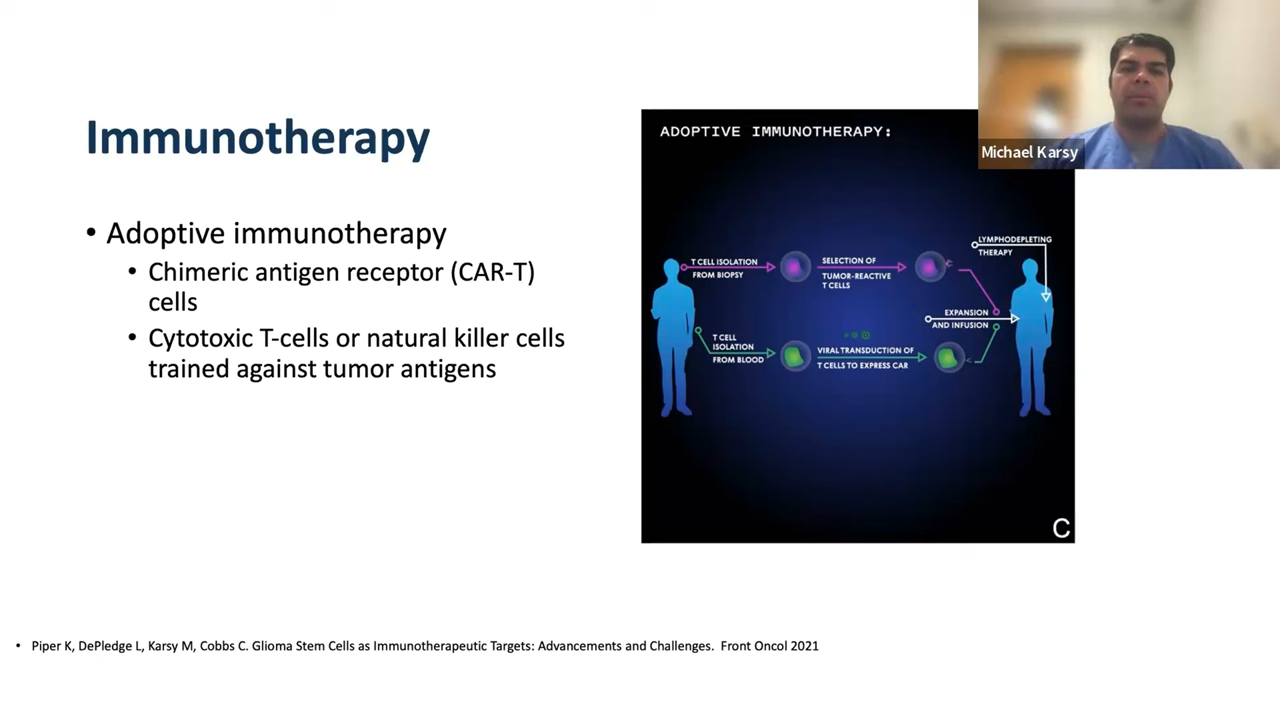 Immunotherapy
• Adoptive immunotherapy
• Chimeric antigen receptor (CAR-T)
cells
• Cytotoxic T-cells or natural killer cells
trained against tumor antigens
ADOPTIVE IMMUNOTHERAPY:
T CELL ISOLATION
FROM BIOPSY
SELECTION OF
TUMOR-REACTIVE
T CELLS
LYMPHODEPLETING
THERAPY
EXPANSION
AND INFUSION
T CELL
ISOLATION
FROM BLOOD
VIRAL TRANSDUCTION OF
T CELLS TO EXPRESS CAR
C
Michael Karsy
• Piper K, DePledge L, Karsy M, Cobbs C. Glioma Stem Cells as Immunotherapeutic Targets: Advancements and Challenges. Front Oncol 2021